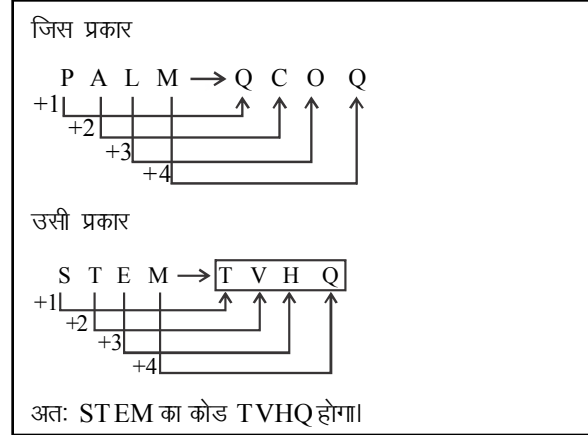 जिस प्रकार
P A L M → Q C O Q
+1
+2
+3
+4
उसी प्रकार
S T E M → T V H Q
+1
+2
+3
+4
अतः STEM का कोड TVHQ होगा।